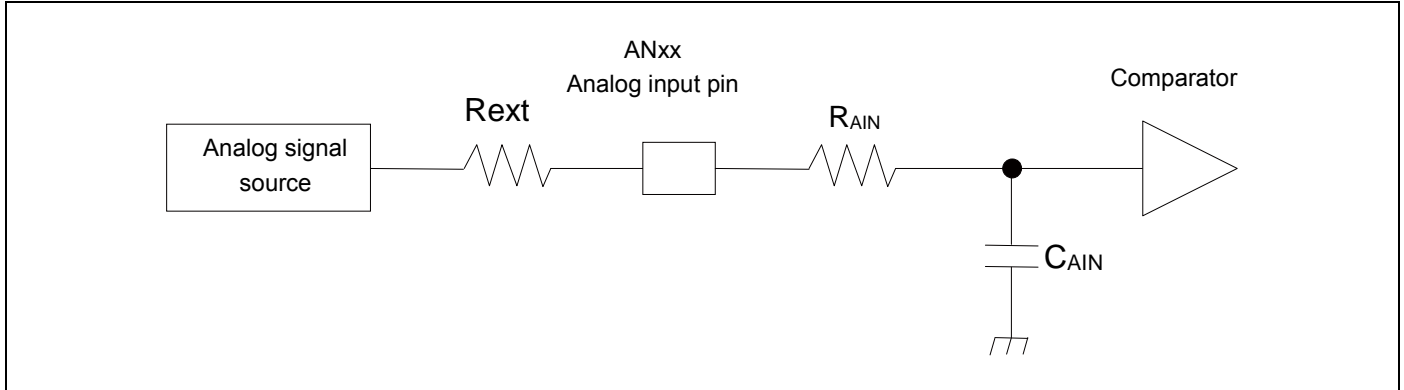 ANxx
Analog input pin
Comparator
Rext
RAIN
Analog signal
source
CAIN